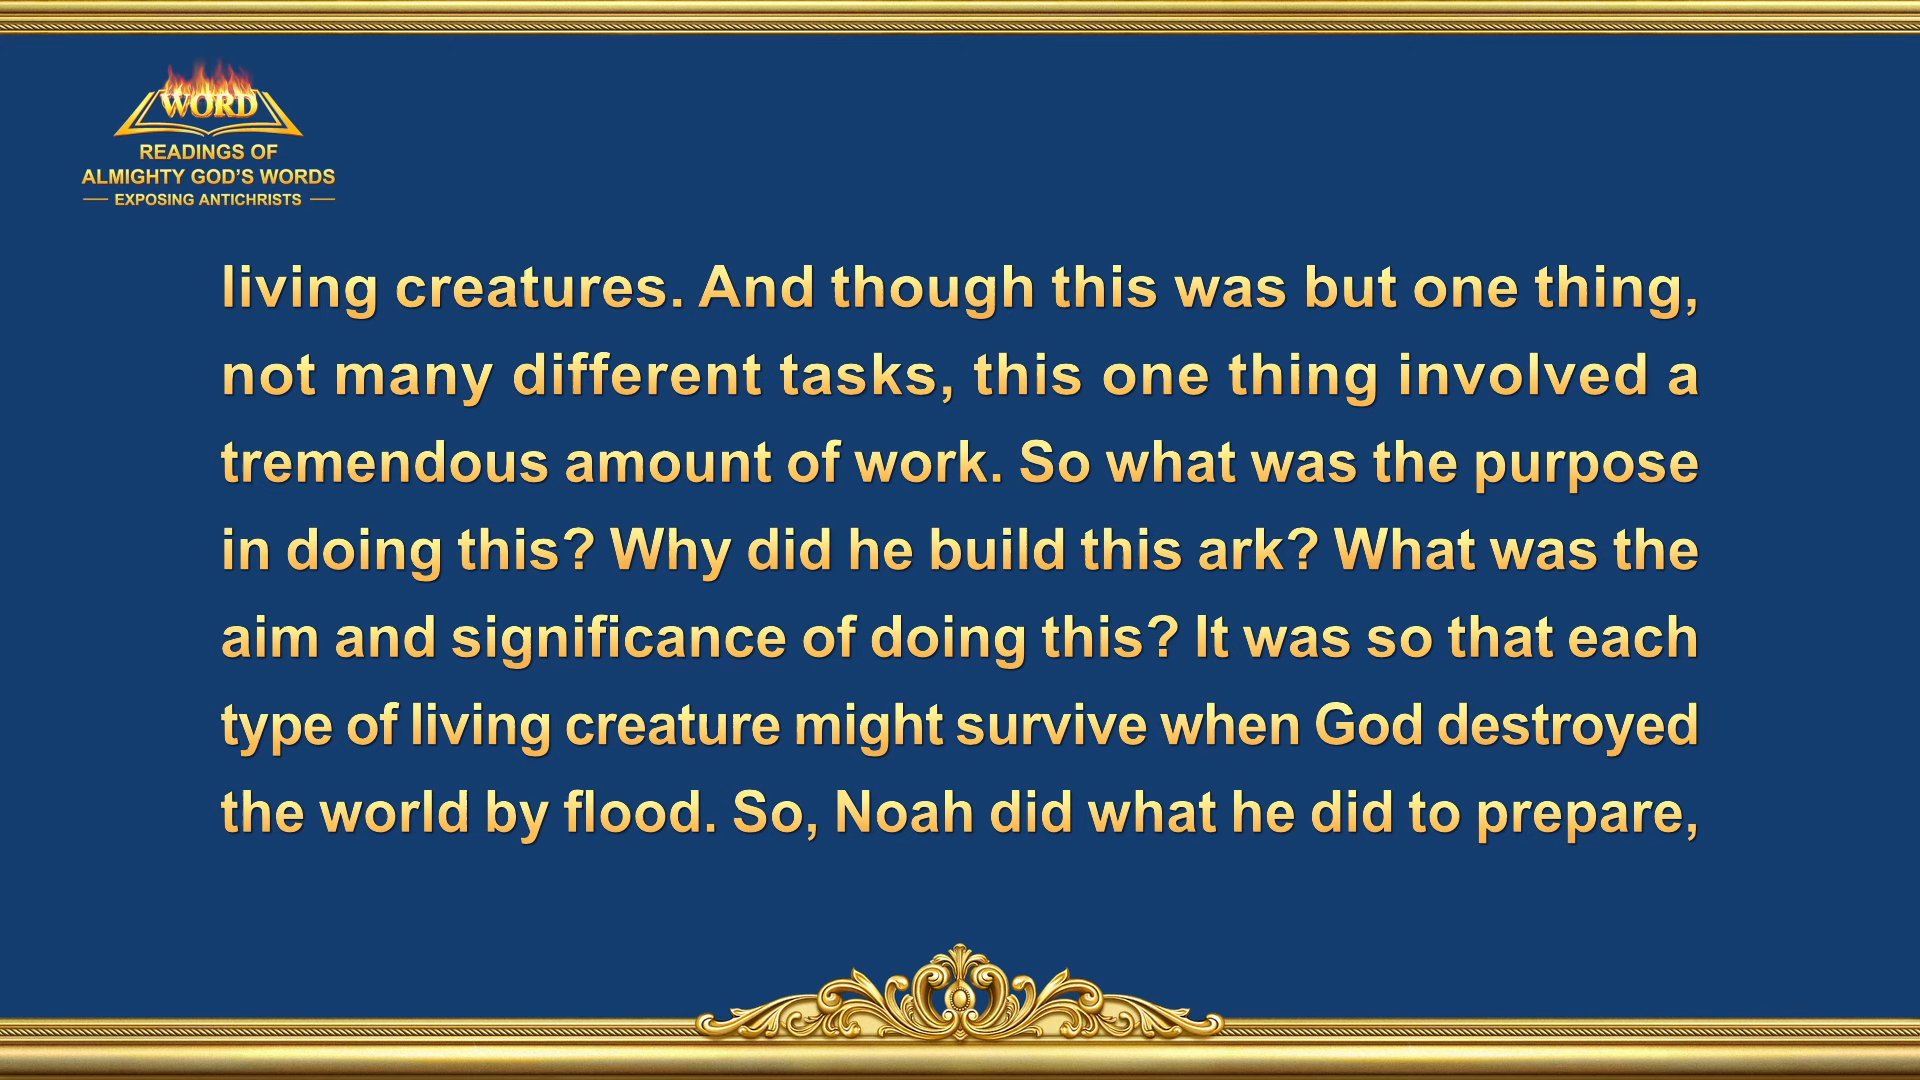 WORD
READINGS OF
ALMIGHTY GOD'S WORDS
EXPOSING ANTICHRISTS
living creatures. And though this was but one thing,
not many different tasks, this one thing involved a
tremendous amount of work. So what was the purpose
in doing this? Why did he build this ark? What was the
aim and significance of doing this? It was so that each
type of living creature might survive when God destroyed
the world by flood. So, Noah did what he did to prepare,